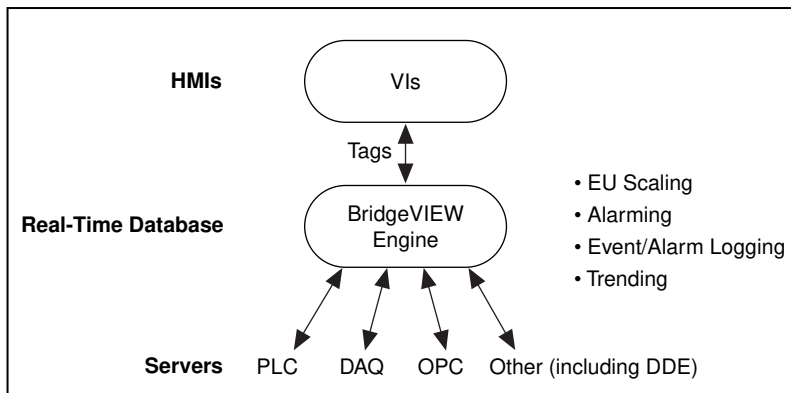 HMIs
VIs
Tags
Real-Time Database
BridgeVIEW
Engine
• EU Scaling
• Alarming
• Event/Alarm Logging
• Trending
Servers PLC DAQ OPC Other (including DDE)